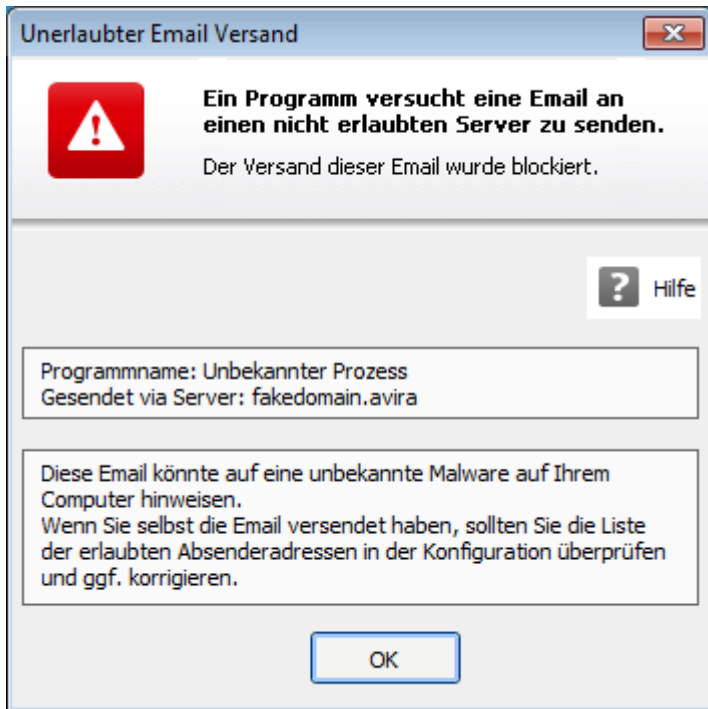 Unerlaubter Email Versand
Ein Programm versucht eine Email an
einen nicht erlaubten Server zu senden.
Der Versand dieser Email wurde blockiert.
? Hilfe
Programmname: Unbekannter Prozess
Gesendet via Server: fakedomain.avira
Diese Email könnte auf eine unbekannte Malware auf Ihrem
Computer hinweisen.
Wenn Sie selbst die Email versendet haben, sollten Sie die Liste
der erlaubten Absenderadressen in der Konfiguration überprüfen
und ggf. korrigieren.
OK